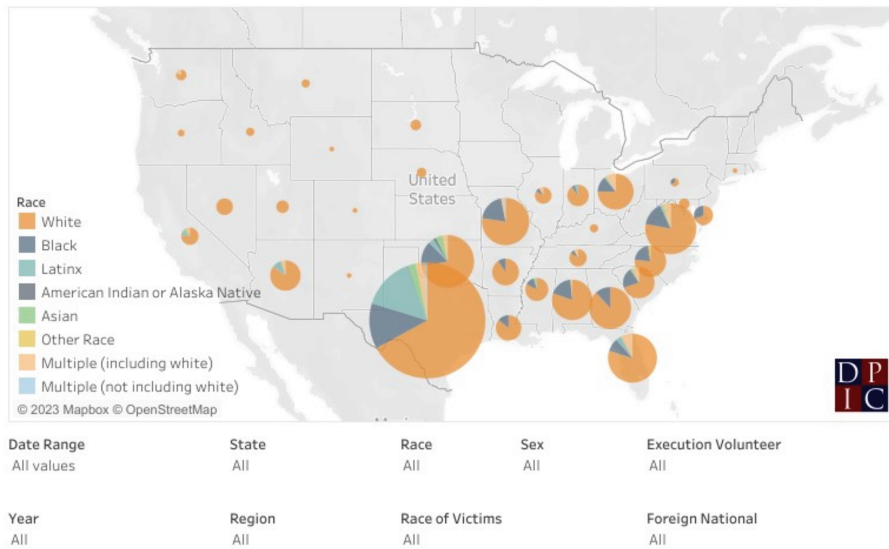 United
States
Race
White
Black
Latinx
American Indian or Alaska Native
Asian
Other Race
Multiple (including white)
Multiple (not including white)
© 2023 Mapbox © OpenStreetMap
D P
I C
Date Range
State
Race
Sex
Execution Volunteer
All values
All
All
All
All
Year
Region
Race of Victims
Foreign National
All
All
All
All